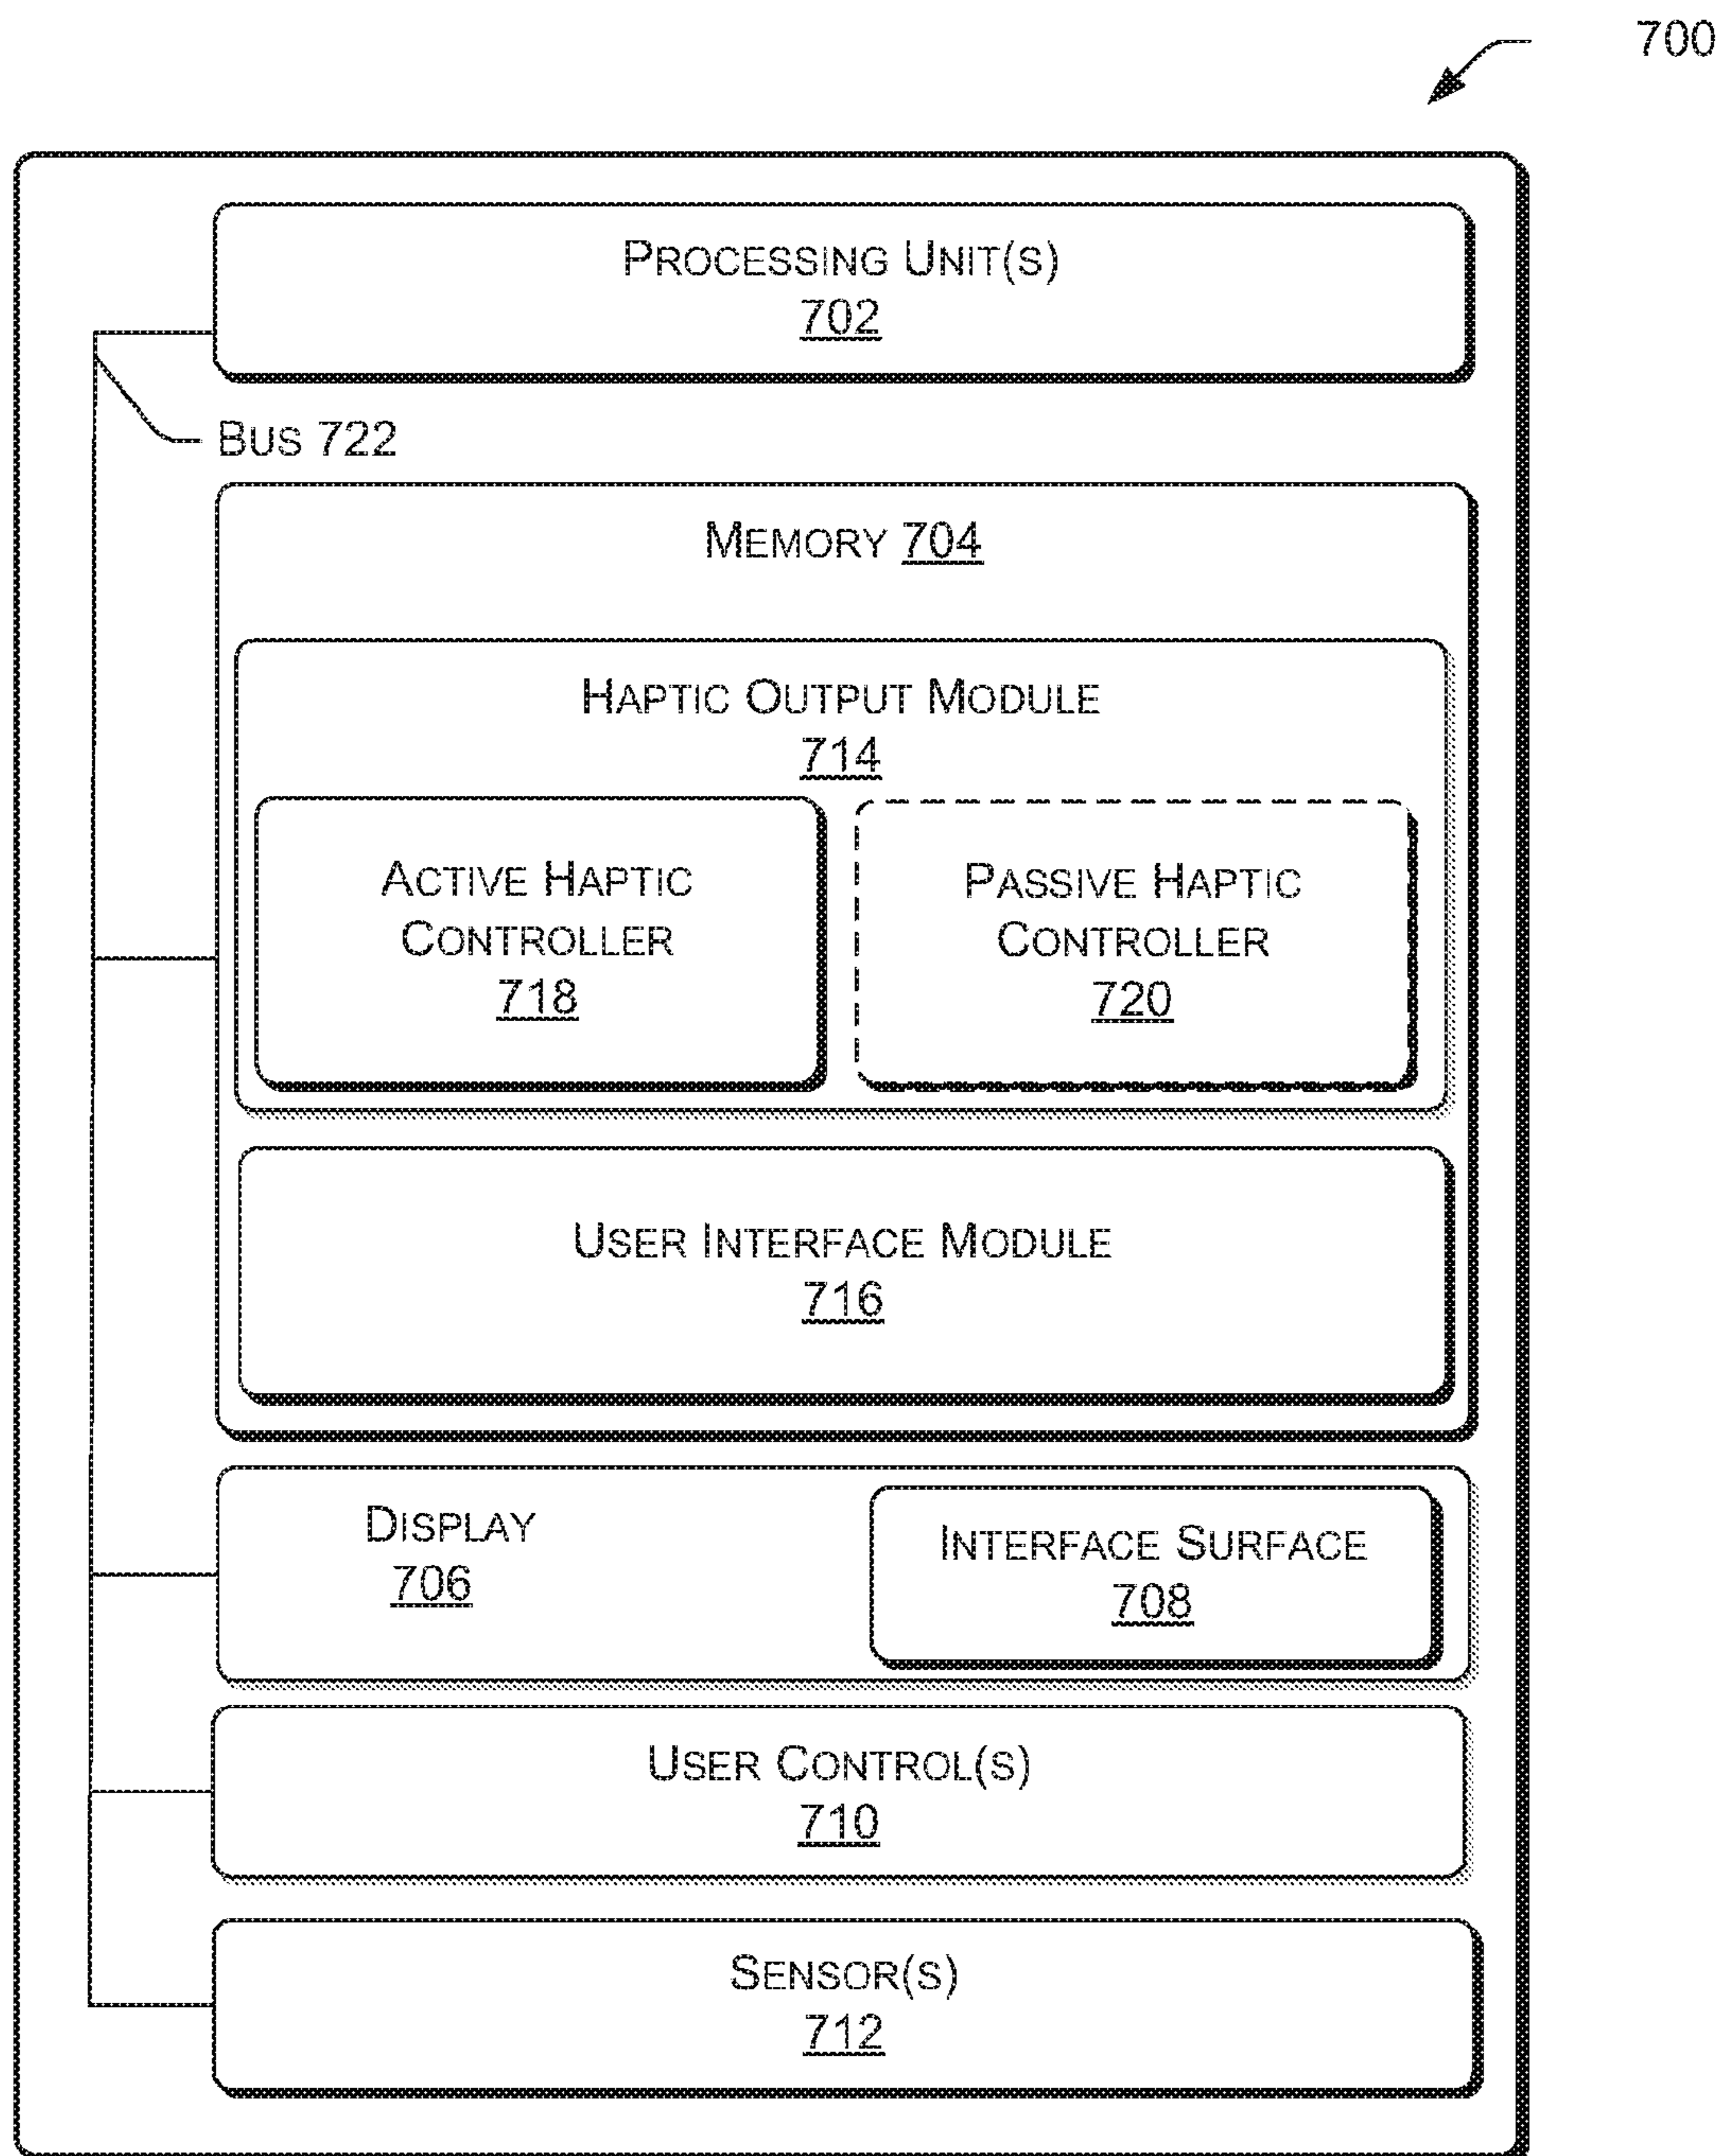 700
PROCESSING UNIT(S)
702
BUS 722
MEMORY 704
HAPTIC OUTPUT MODULE
714
ACTIVE HAPTIC
CONTROLLER
718
PASSIVE HAPTIC
CONTROLLER
720
USER INTERFACE MODULE
716
DISPLAY
706
INTERFACE SURFACE
708
USER CONTROL(S)
710
SENSOR(S)
712